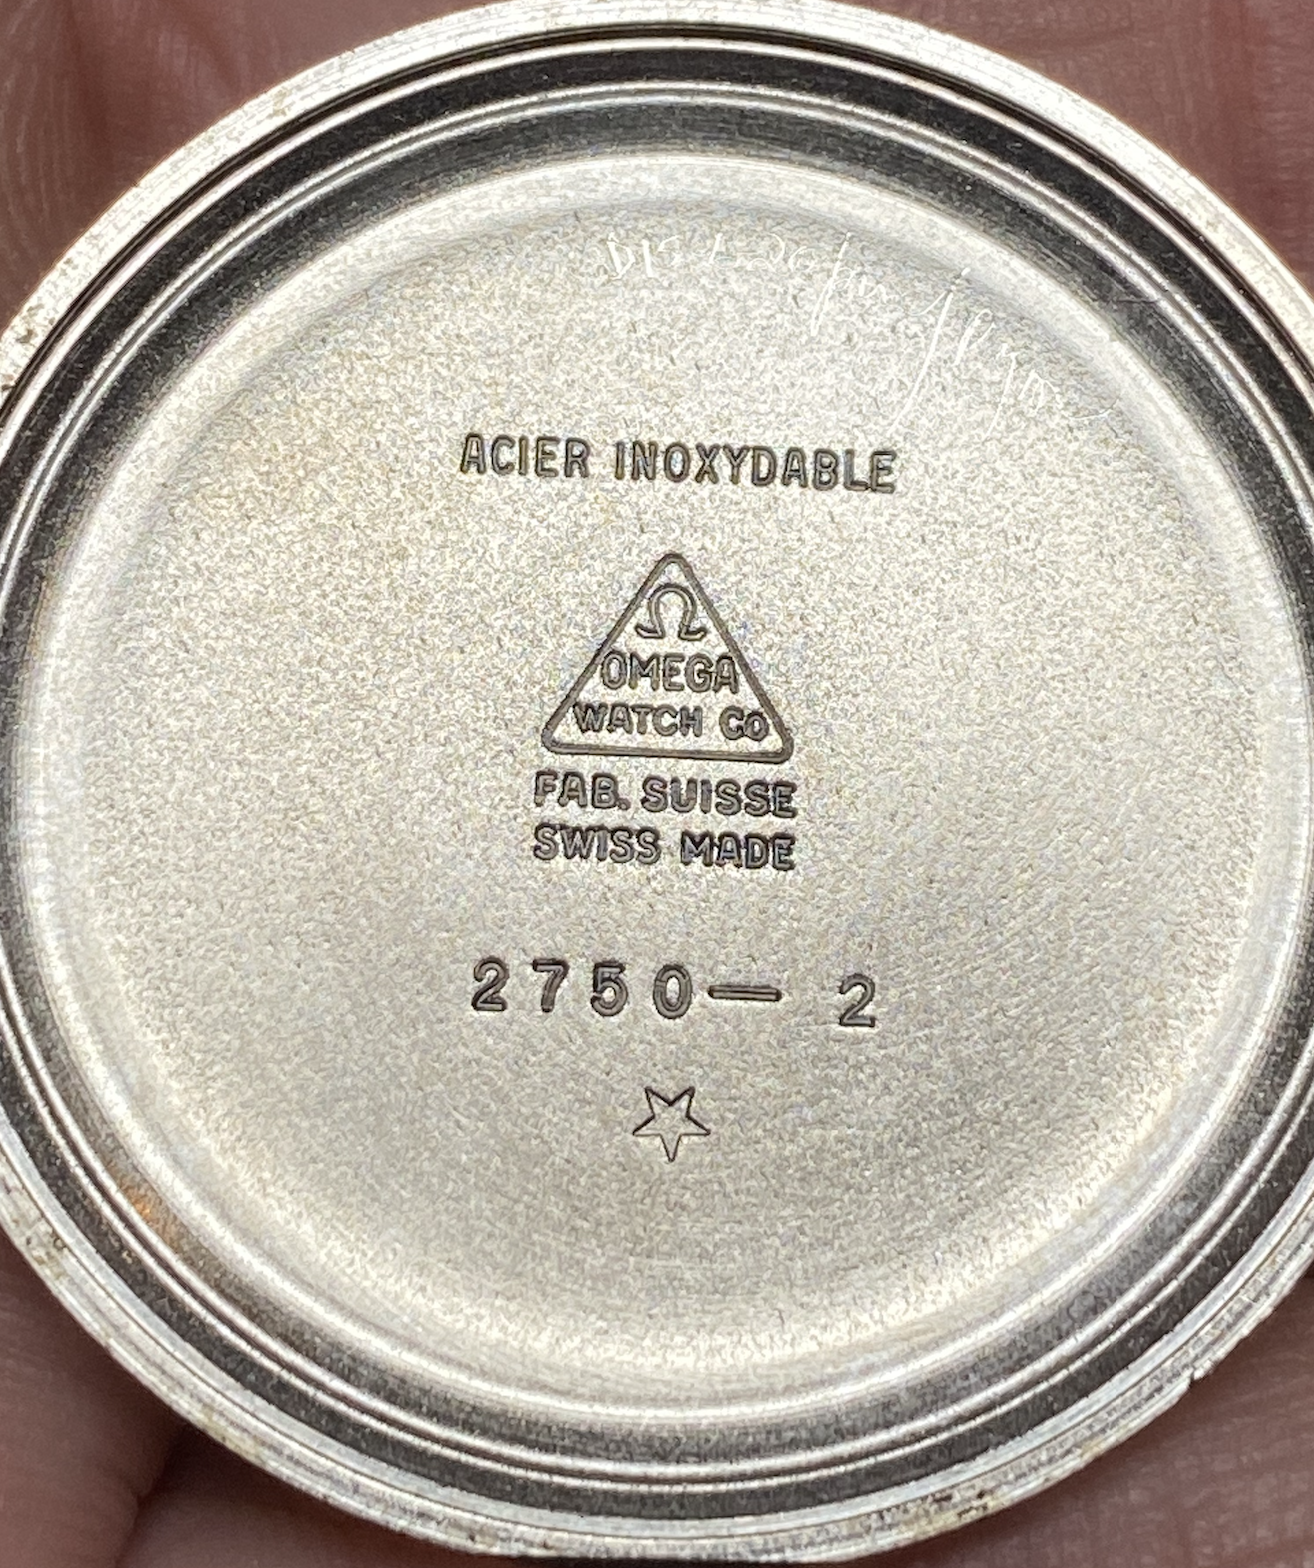 ACIER INOXYDABLE
Ω
OMEGA
WATCH Co
FAB. SUISSE
SWISS MADE
2750— 2